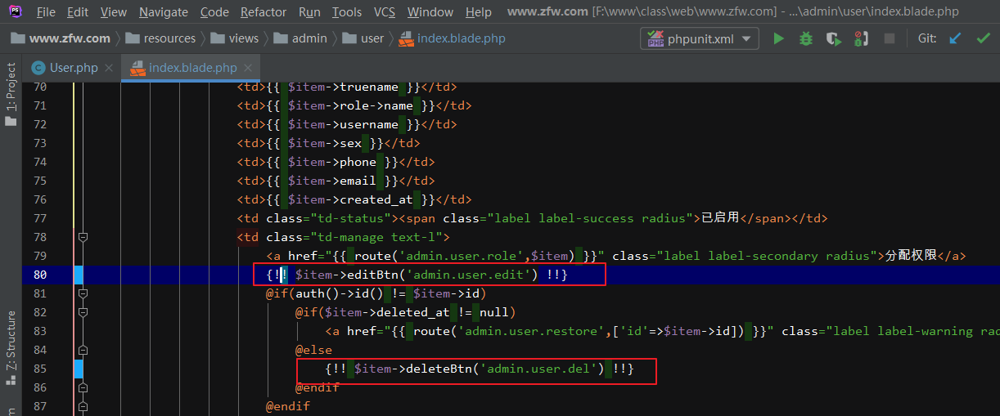 File Edit View Navigate Code Refactor Run Tools VCS Window Help www.zfw.com [F:\www\class\web\www.zfw.com] - ...\admin\user\index.blade.php
www.zfw.com resources views admin user index.blade.php phpunit.xml Git:
User.php index.blade.php
1: Project
Z: Structure
70 <td>{{ $item->truename }}</td>
71 <td>{{ $item->role->name }}</td>
72 <td>{{ $item->username }}</td>
73 <td>{{ $item->sex }}</td>
74 <td>{{ $item->phone }}</td>
75 <td>{{ $item->email }}</td>
76 <td>{{ $item->created_at }}</td>
77 <td class="td-status"><span class="label label-success radius">已启用</span></td>
78 <td class="td-manage text-l">
79 <a href="{{ route('admin.user.role',$item) }}" class="label label-secondary radius">分配权限</a>
80 {!! $item->editBtn('admin.user.edit') !!}
81 @if(auth()->id() != $item->id)
82 @if($item->deleted_at != null)
83 <a href="{{ route('admin.user.restore',['id'=>$item->id]) }}" class="label label-warning rad
84 @else
85 {!! $item->deleteBtn('admin.user.del') !!}
86 @endif
87 @endif